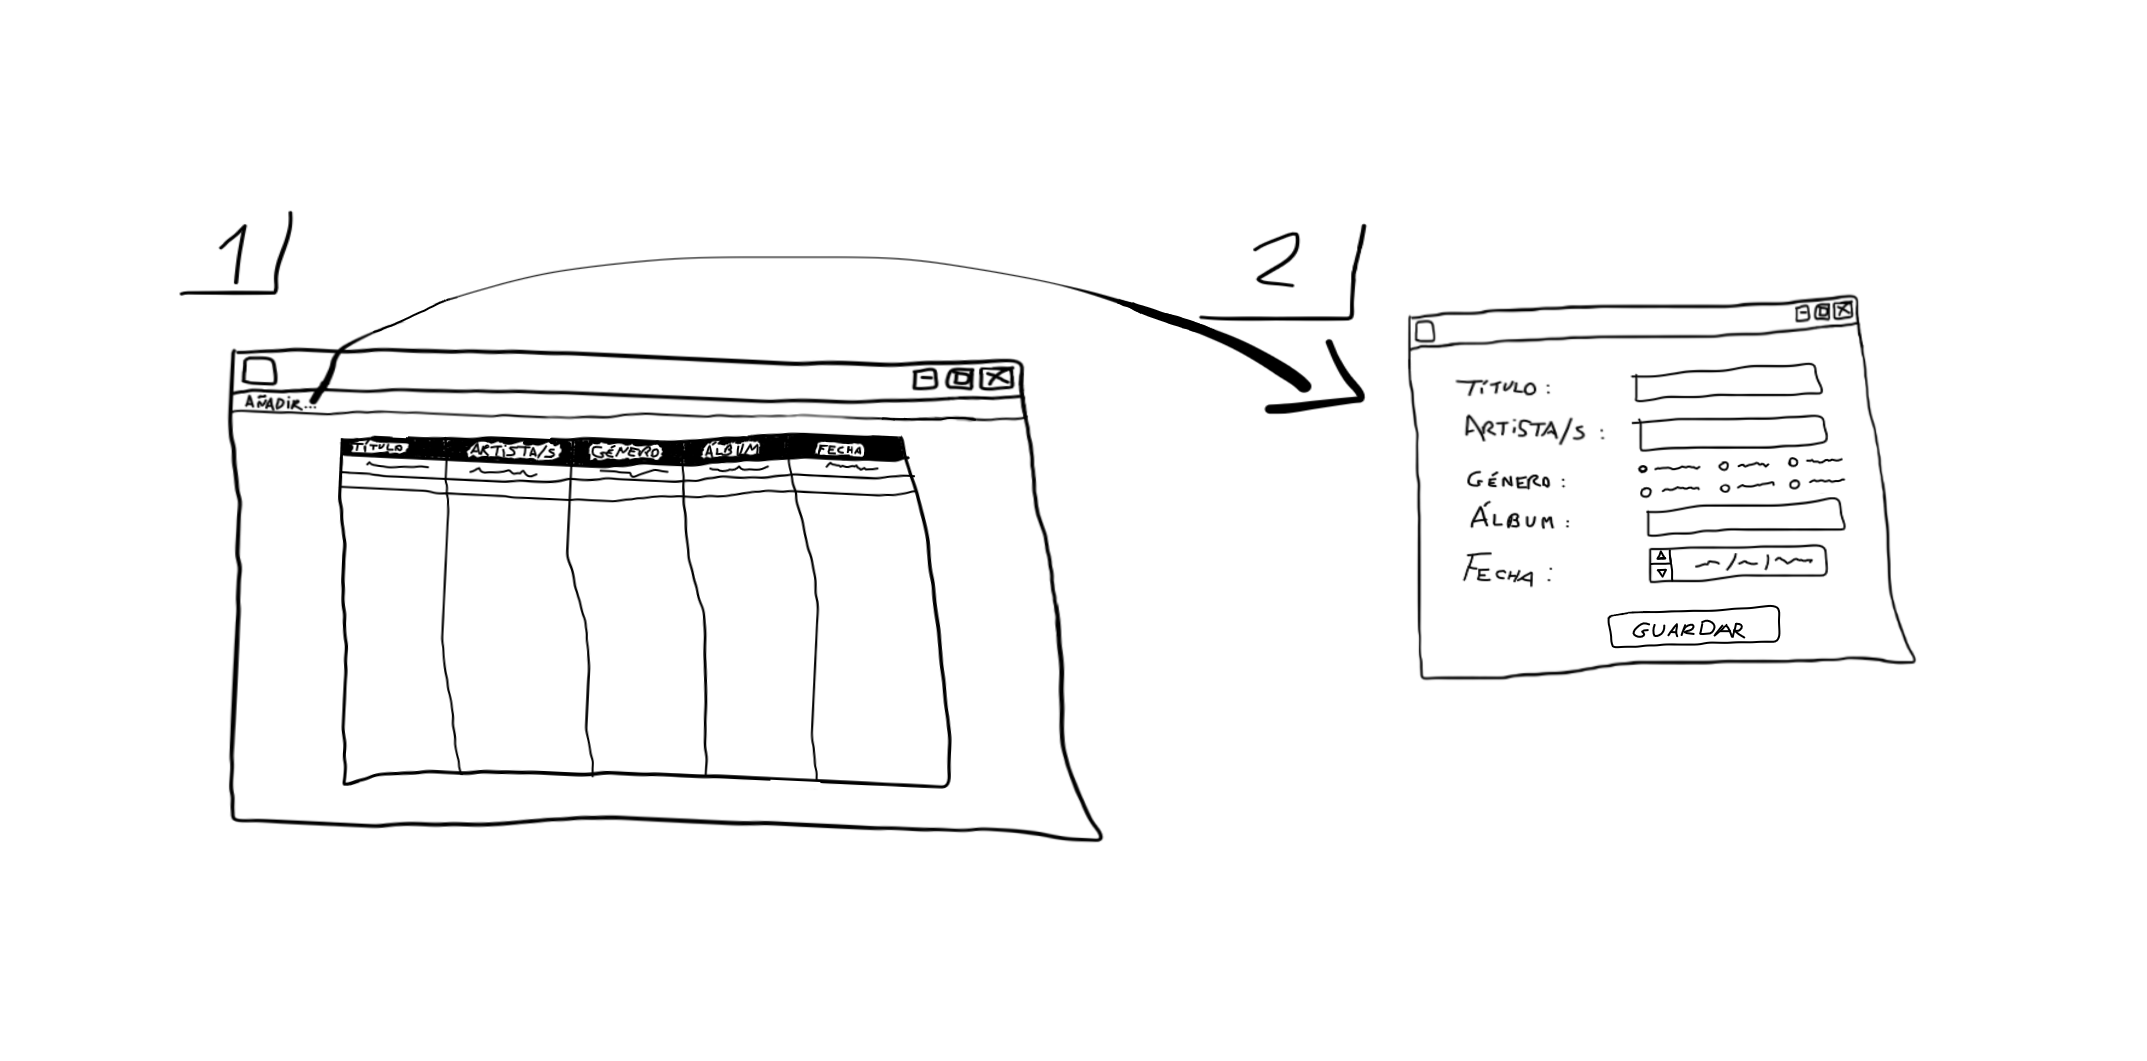 1
2
AÑADIR...
TÍTULO ARTISTA/S GÉNERO ÁLBUM FECHA
TÍTULO:
ARTISTA/S:
GÉNERO:
ÁLBUM:
FECHA:
GUARDAR